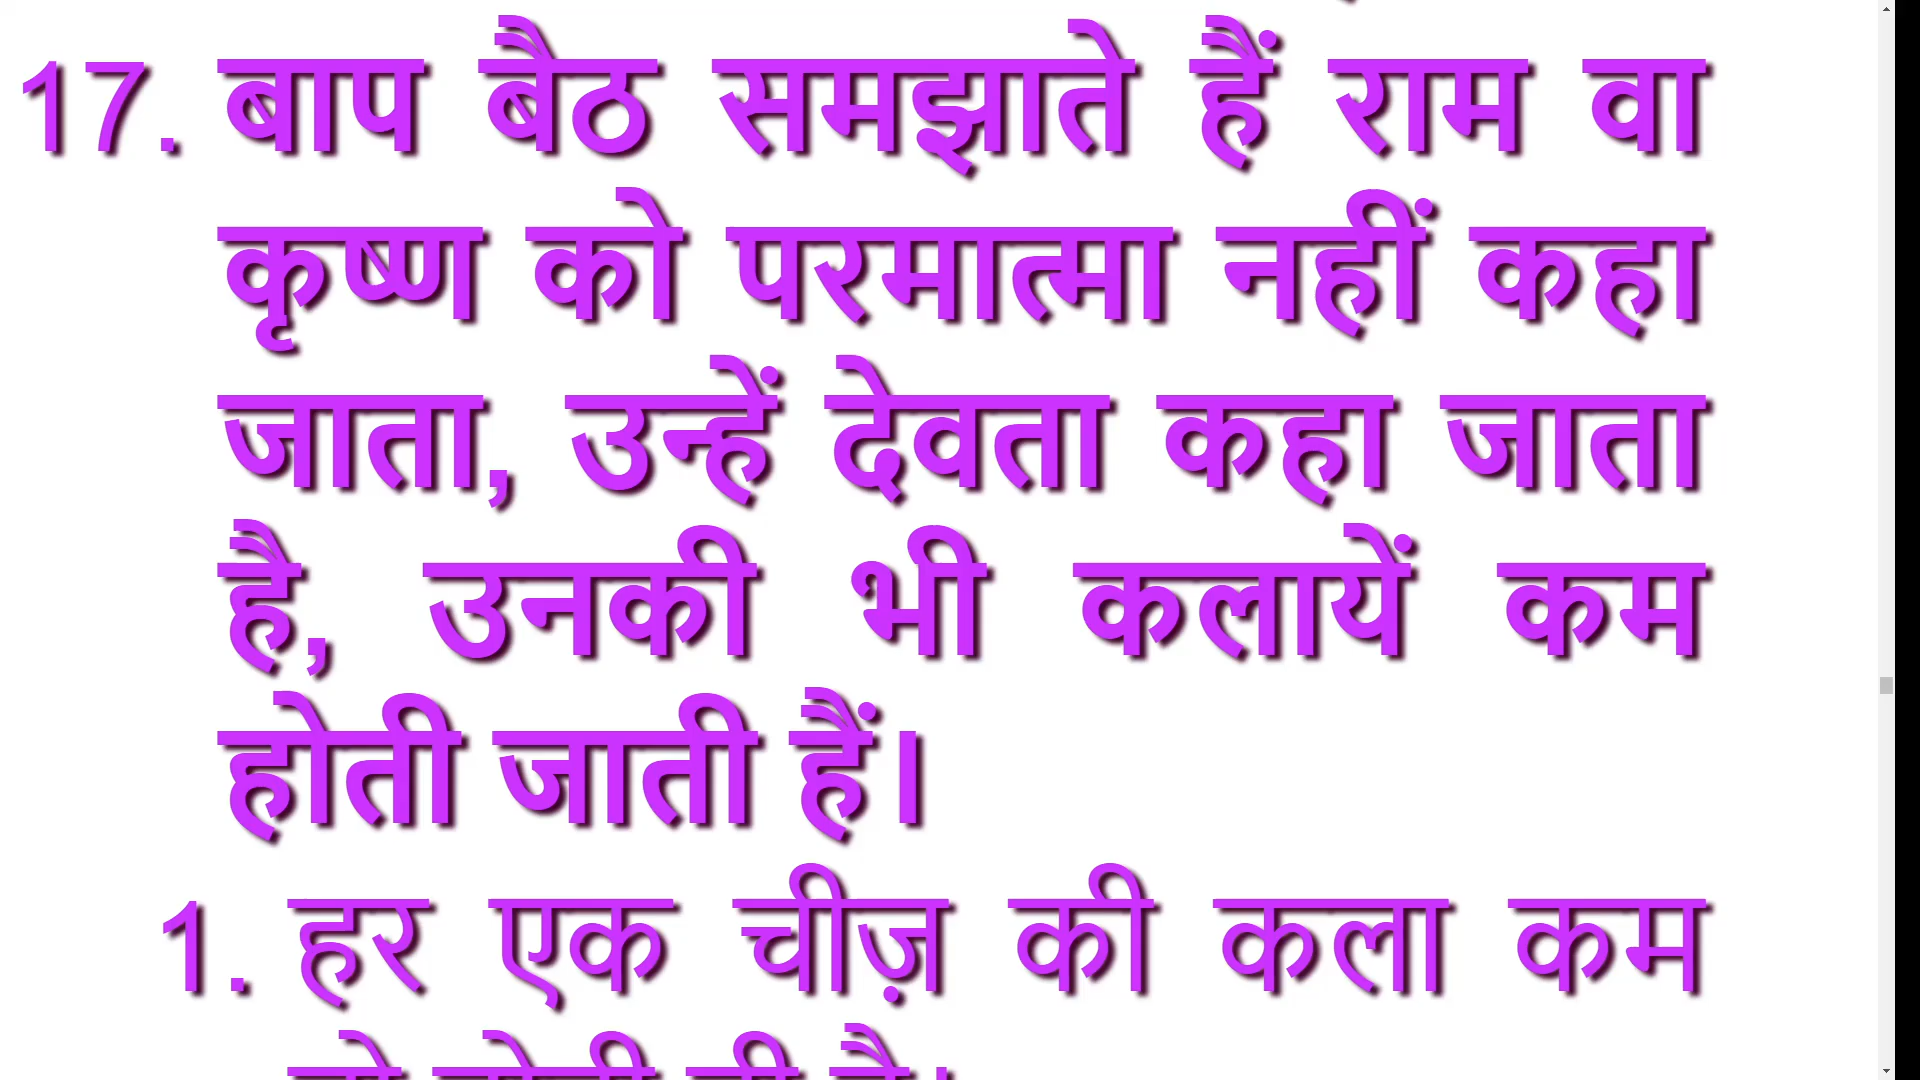 17. बाप बैठ समझाते हैं राम वा
कृष्ण को परमात्मा नहीं कहा
जाता, उन्हें देवता कहा जाता
है, उनकी भी कलायें कम
होती जाती हैं।
1. हर एक चीज़ की कला कम